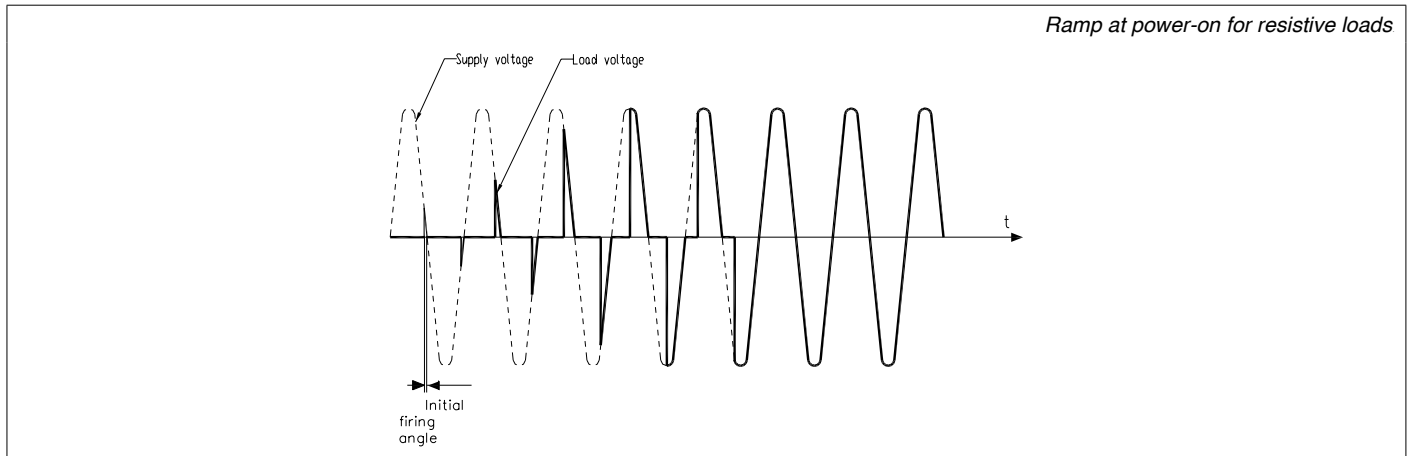 Ramp at power-on for resistive loads
Supply voltage
Load voltage
t
Initial
firing
angle